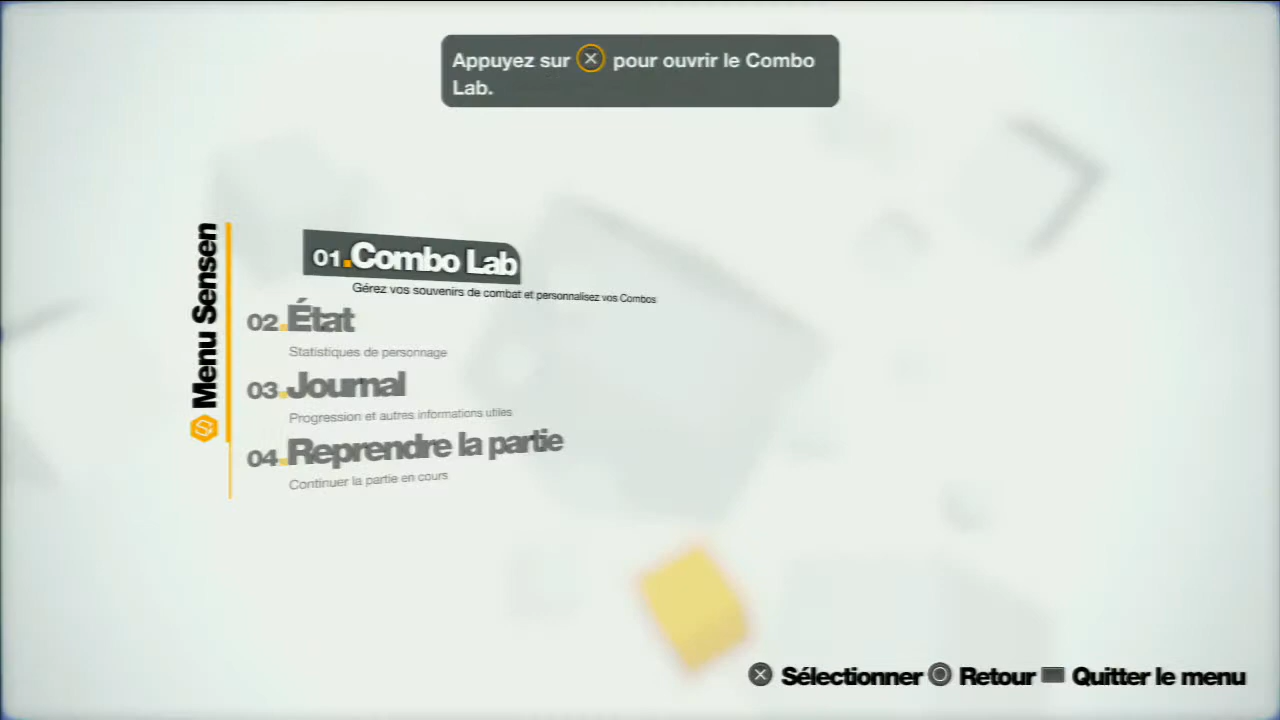 Appuyez sur ⓧ pour ouvrir le Combo
Lab.
Menu Sensen
01.Combo Lab
Gérez vos souvenirs de combat et personnalisez vos Combos
02.État
Statistiques de personnage
03.Journal
Progression et autres informations utiles
04.Reprendre la partie
Continuer la partie en cours
Sélectionner Retour Quitter le menu